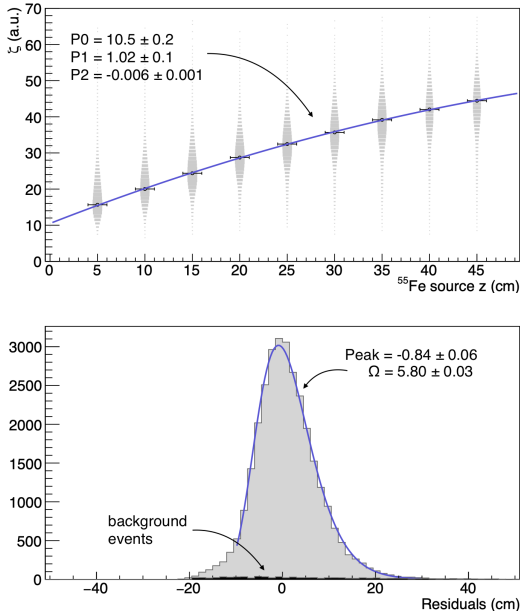 70
60
50
40
30
20
10
0
ζ (a.u.)
P0 = 10.5 ± 0.2
P1 = 1.02 ± 0.1
P2 = -0.006 ± 0.001
0 5 10 15 20 25 30 35 40 45
⁵⁵Fe source z (cm)
3000
2500
2000
1500
1000
500
0
Peak = -0.84 ± 0.06
Ω = 5.80 ± 0.03
background
events
−40 −20 0 20 40
Residuals (cm)